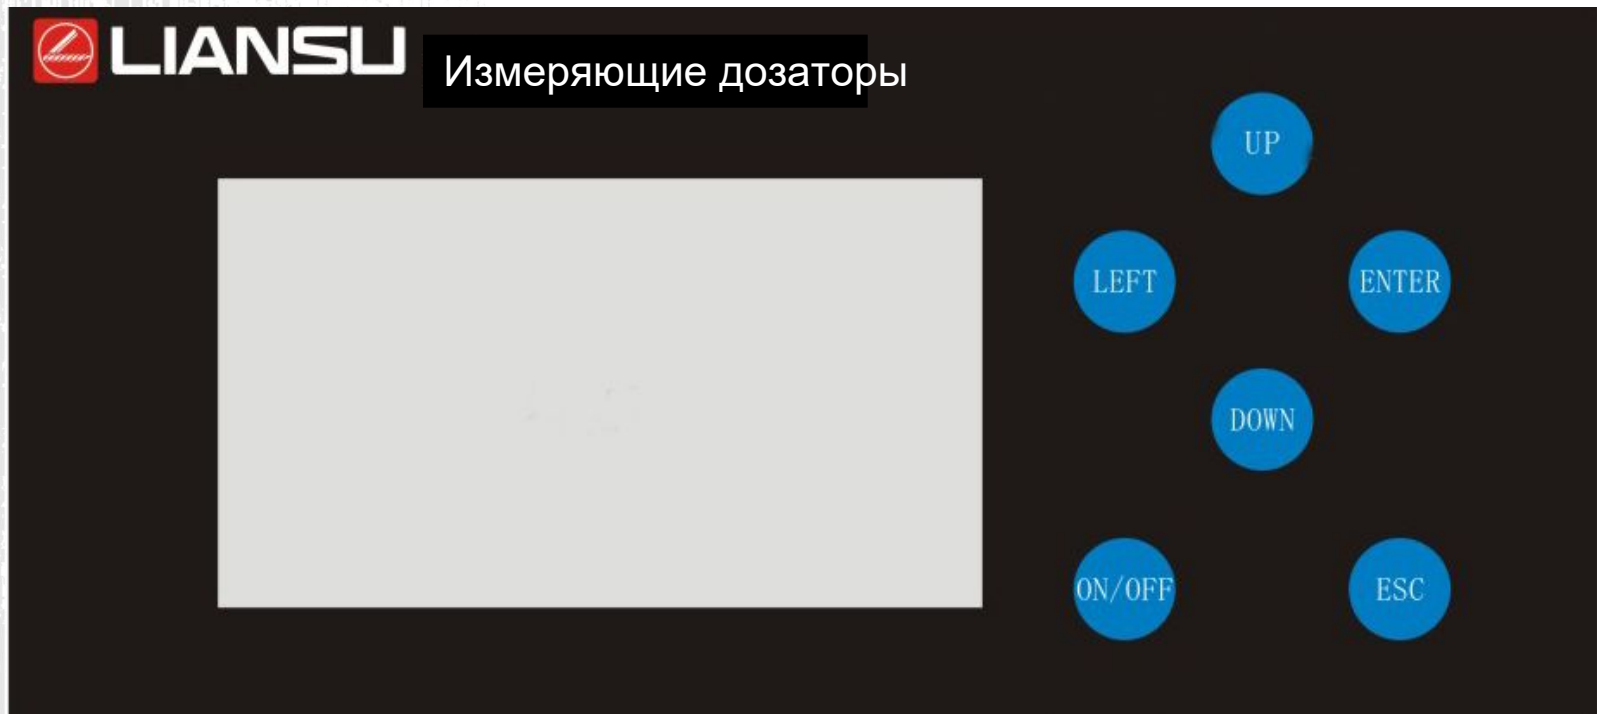 LIANSU
Измеряющие дозаторы
UP
LEFT
ENTER
DOWN
ON/OFF
ESC